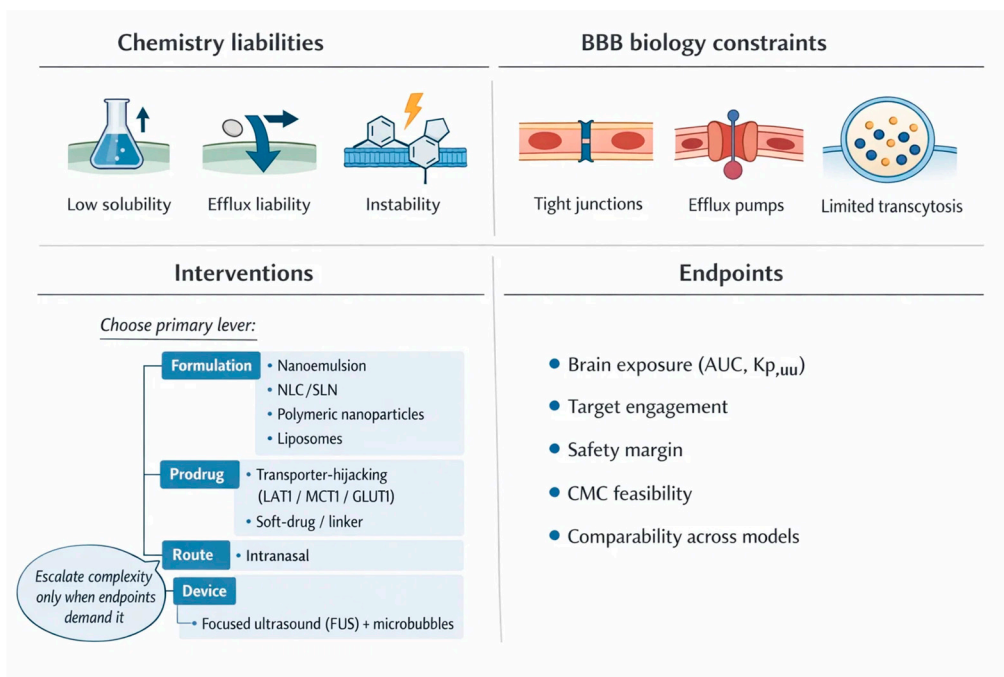 Chemistry liabilities
Low solubility
Efflux liability
Instability
BBB biology constraints
Tight junctions
Efflux pumps
Limited transcytosis
Interventions
Choose primary lever:
Formulation
• Nanoemulsion
• NLC/SLN
• Polymeric nanoparticles
• Liposomes
Prodrug
• Transporter-hijacking
(LAT1 / MCT1 / GLUT1)
• Soft-drug / linker
Route
• Intranasal
Escalate complexity
only when endpoints
demand it
Device
• Focused ultrasound (FUS) + microbubbles
Endpoints
• Brain exposure (AUC, Kp,uu)
• Target engagement
• Safety margin
• CMC feasibility
• Comparability across models